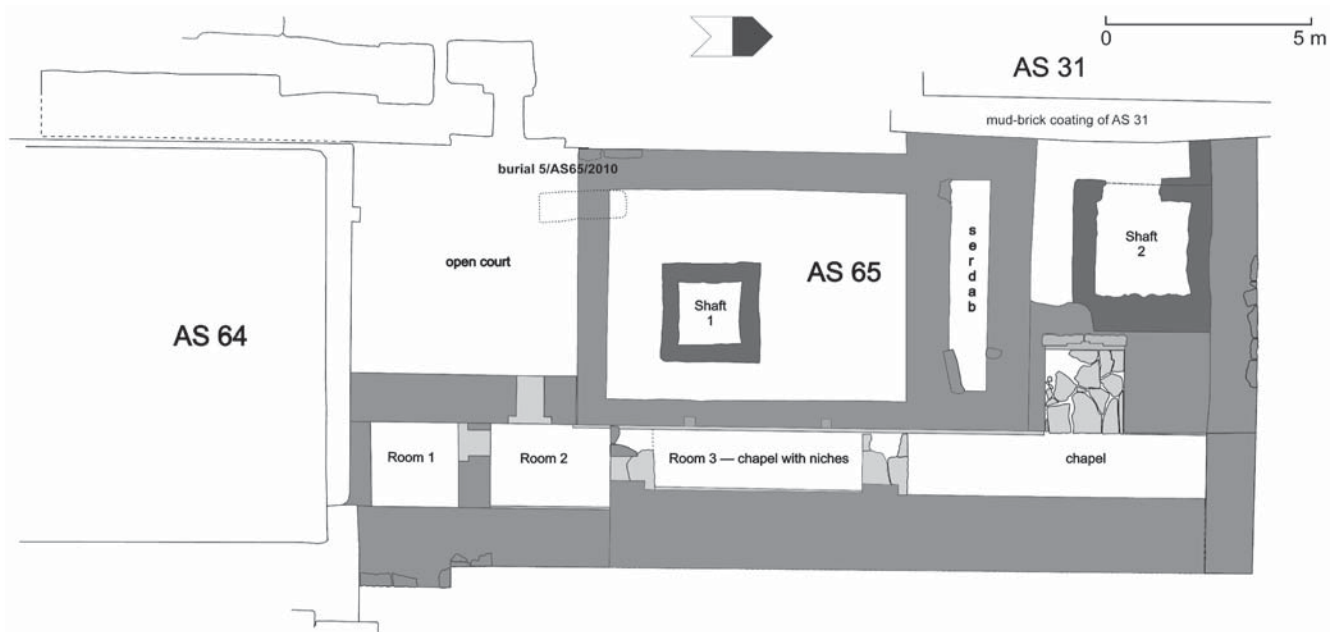 0 5 m
AS 31
mud-brick coating of AS 31
burial 5/AS65/2010
open court
AS 64
AS 65
Shaft
1
serdab
Shaft
2
Room 1
Room 2
Room 3 — chapel with niches
chapel